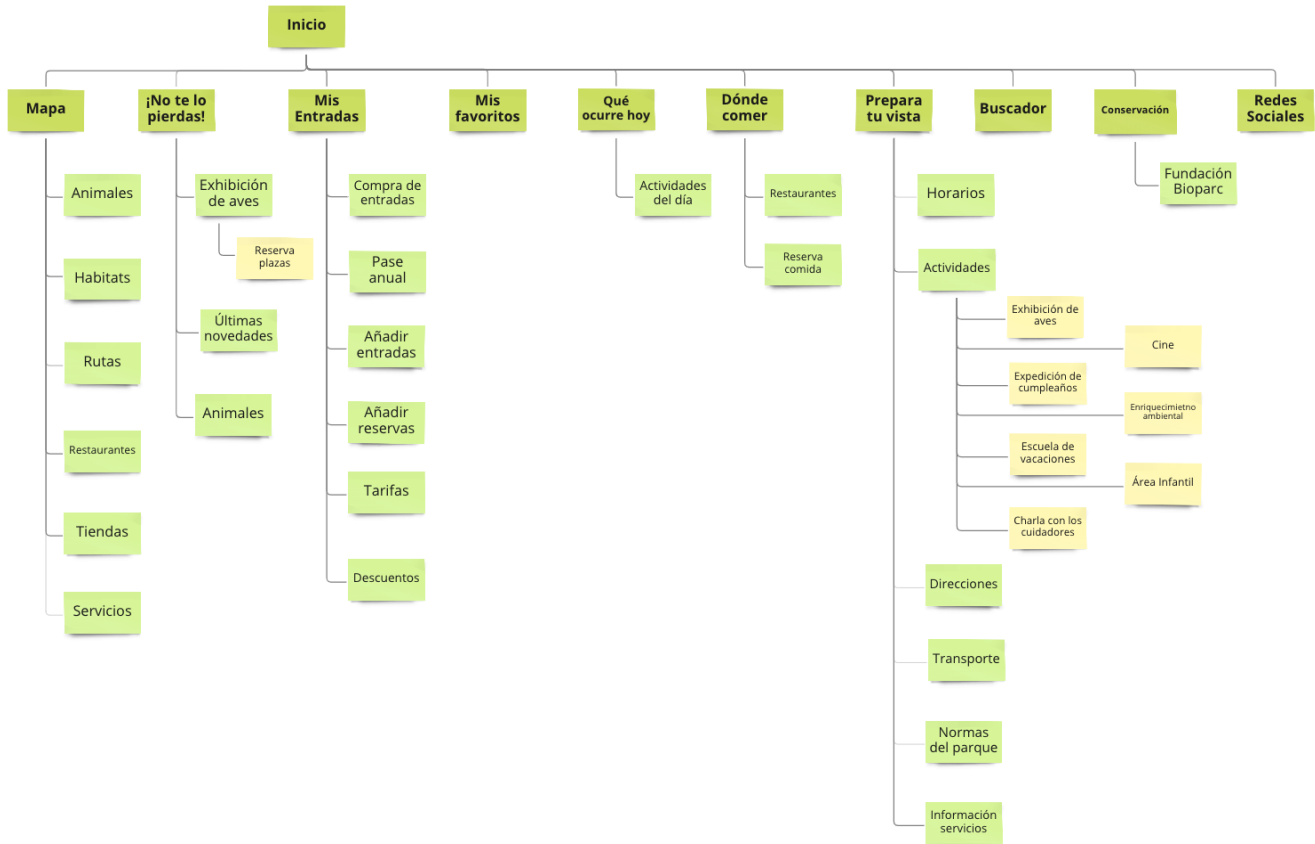 Inicio
Mapa
¡No te lo
pierdas!
Mis
Entradas
Mis
favoritos
Qué
ocurre hoy
Dónde
comer
Prepara
tu vista
Buscador
Conservación
Redes
Sociales
Animales
Habitats
Rutas
Restaurantes
Tiendas
Servicios
Exhibición
de aves
Reserva
plazas
Últimas
novedades
Animales
Compra de
entradas
Pase
anual
Añadir
entradas
Añadir
reservas
Tarifas
Descuentos
Actividades
del día
Restaurantes
Reserva
comida
Horarios
Actividades
Exhibición de
aves
Cine
Expedición de
cumpleaños
Enriquecimietno
ambiental
Escuela de
vacaciones
Área Infantil
Charla con los
cuidadores
Direcciones
Transporte
Normas
del parque
Información
servicios
Fundación
Bioparc